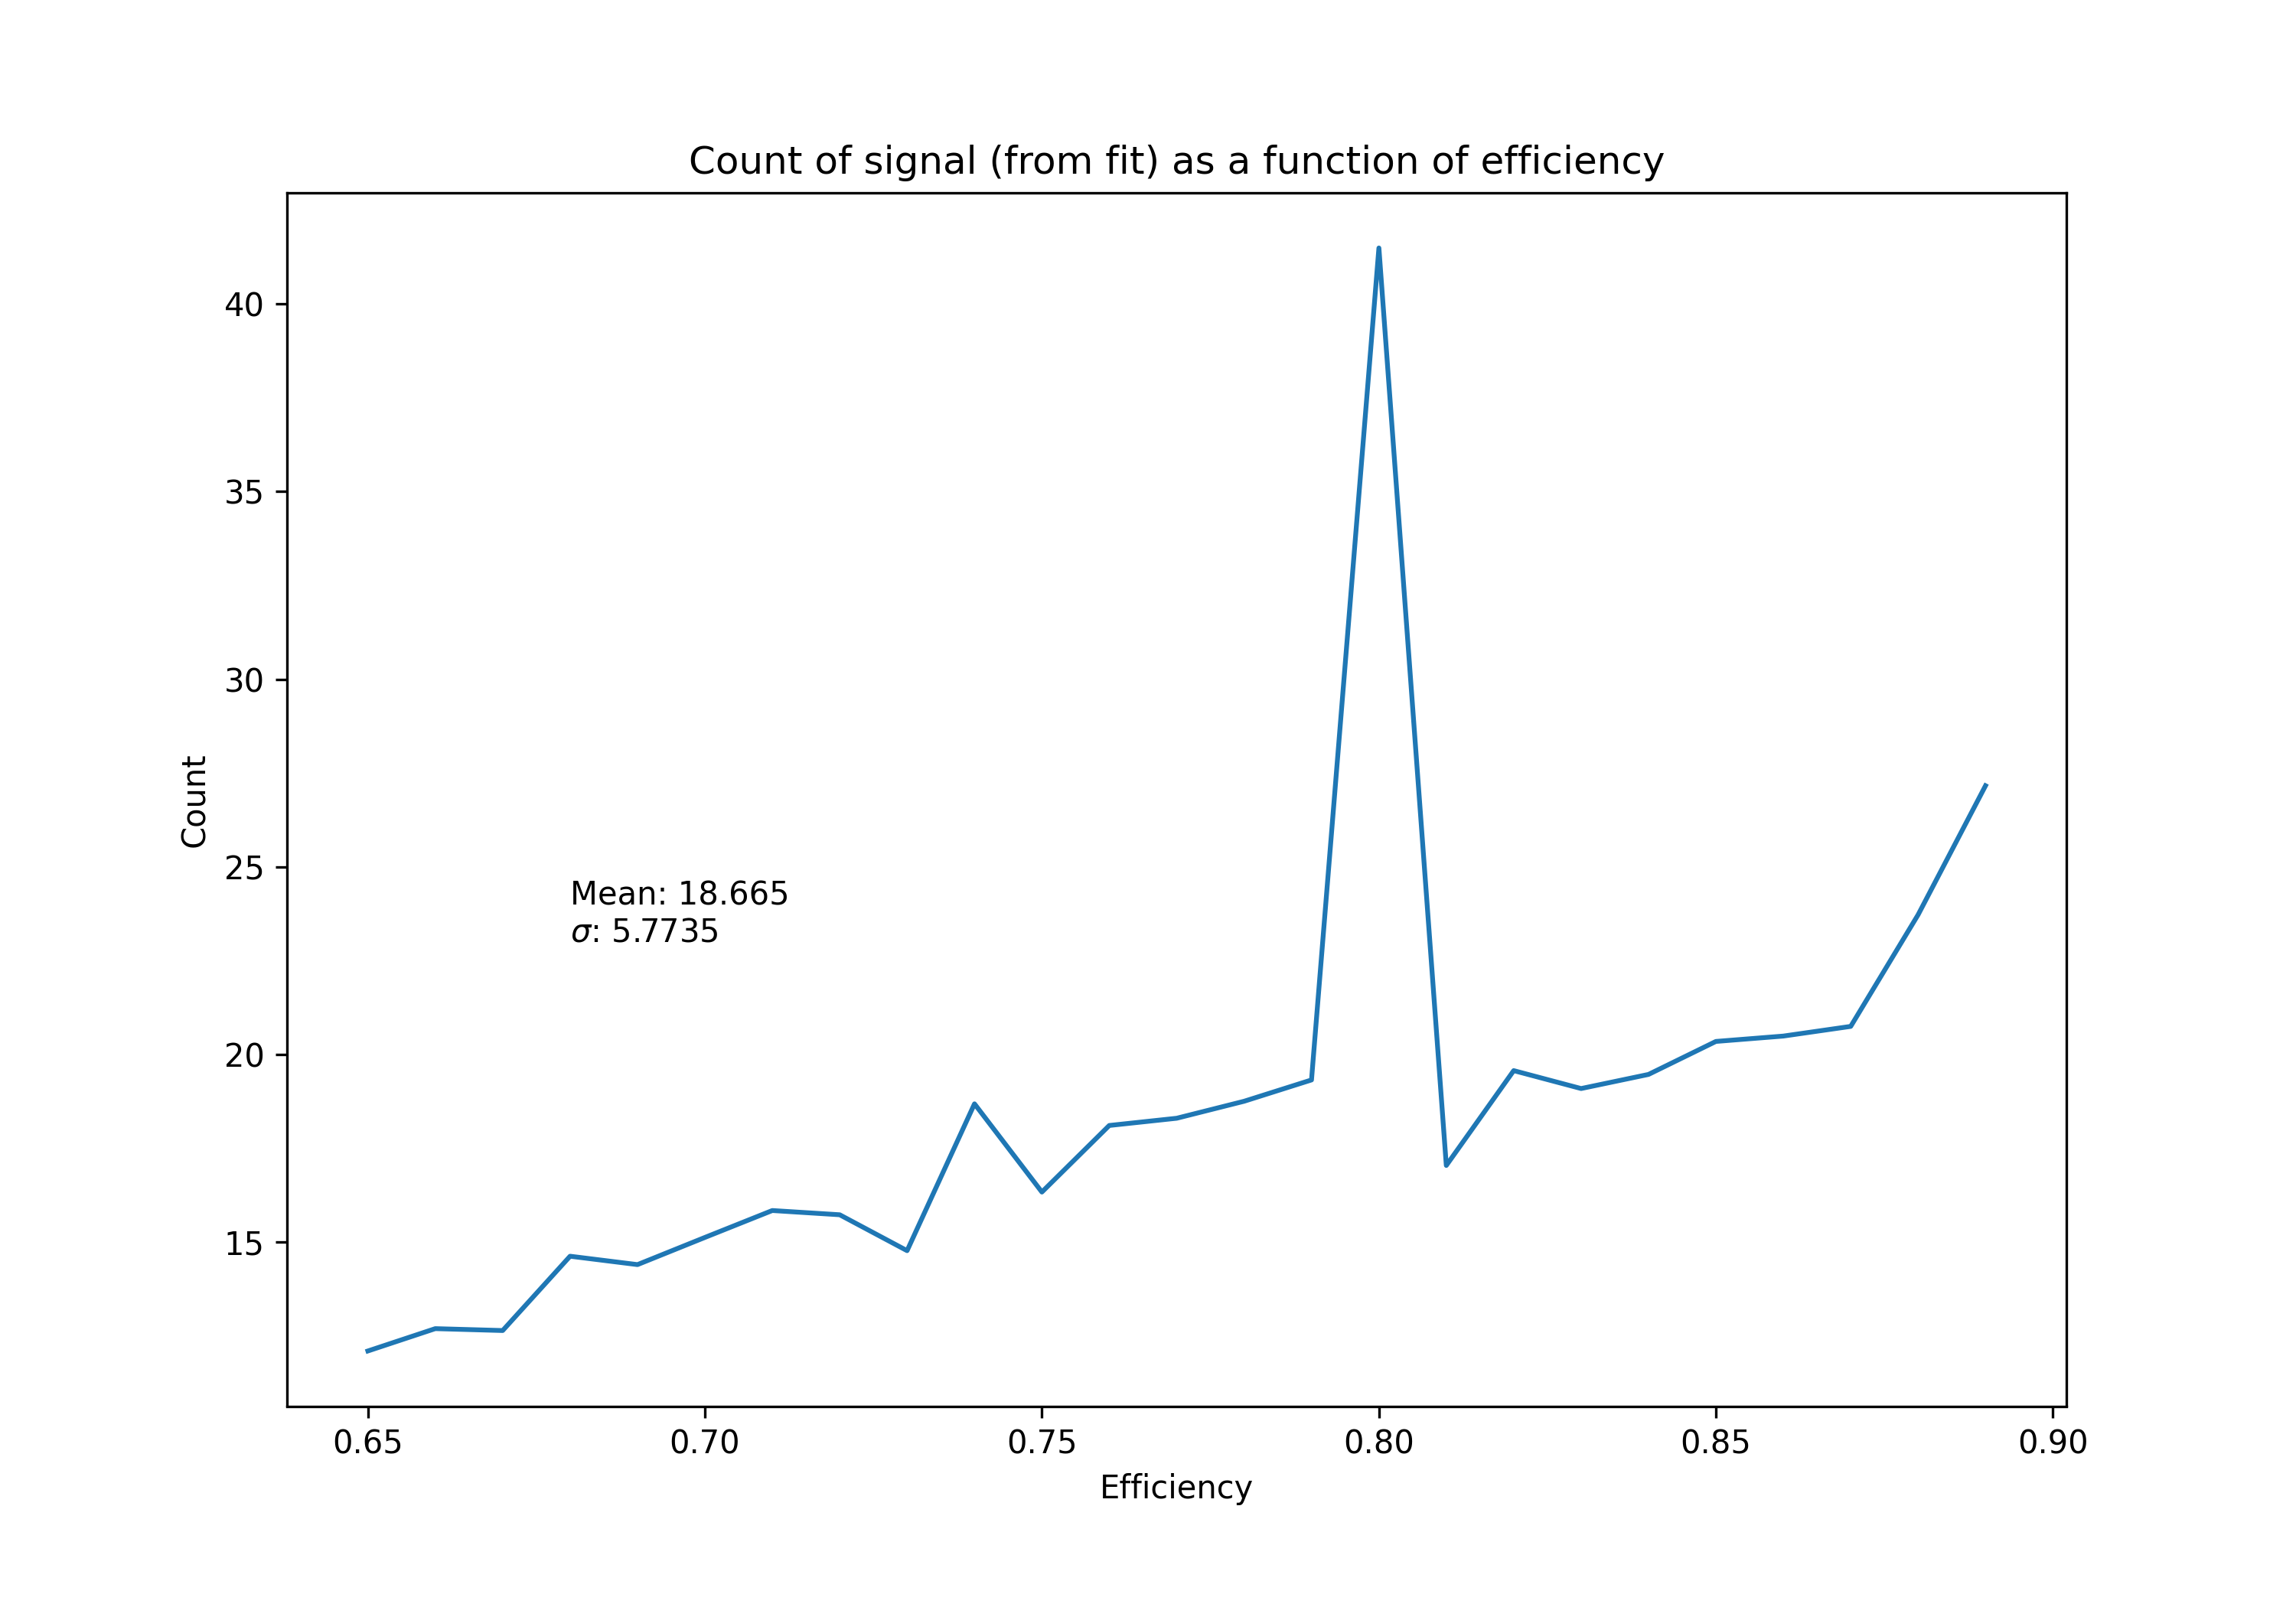 Count of signal (from fit) as a function of efficiency
40
35
30
25
20
15
Count
Mean: 18.665
σ: 5.7735
0.65 0.70 0.75 0.80 0.85 0.90
Efficiency